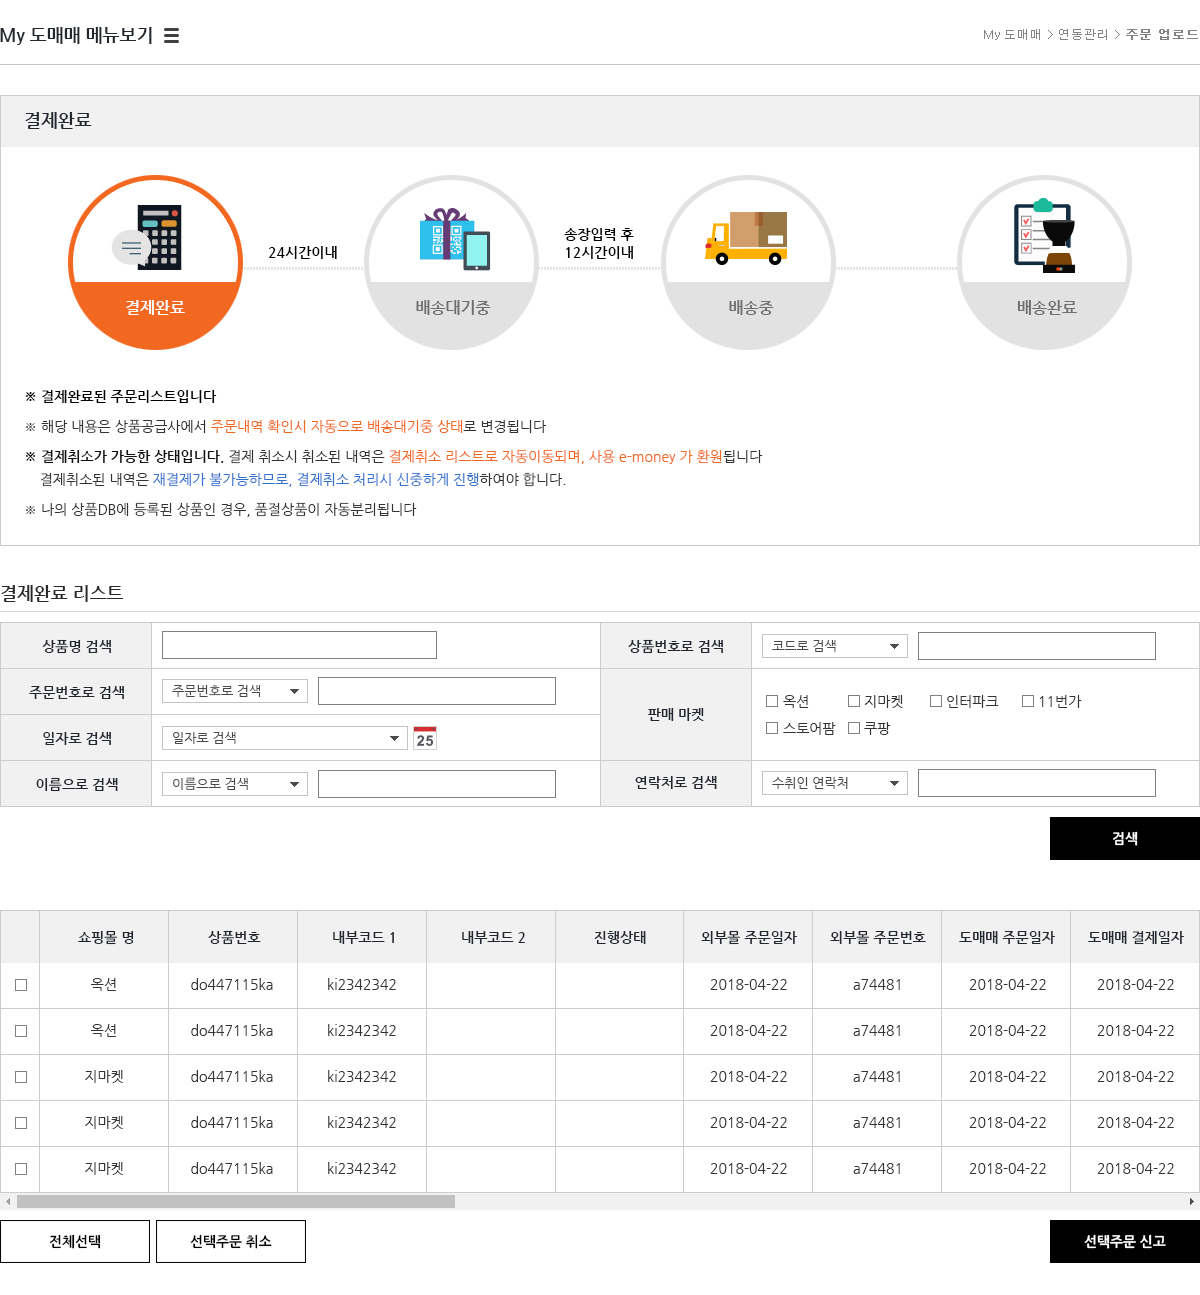 My 도매매 메뉴보기
My 도매매 > 연동관리 > 주문 업로드
결제완료
24시간이내
송장입력 후
12시간이내
결제완료
배송대기중
배송중
배송완료
※ 결제완료된 주문리스트입니다
※ 해당 내용은 상품공급사에서 주문내역 확인시 자동으로 배송대기중 상태로 변경됩니다
※ 결제취소가 가능한 상태입니다. 결제 취소시 취소된 내역은 결제취소 리스트로 자동이동되며, 사용 e-money 가 환원됩니다
결제취소된 내역은 재결제가 불가능하므로, 결제취소 처리시 신중하게 진행하여야 합니다.
※ 나의 상품DB에 등록된 상품인 경우, 품절상품이 자동분리됩니다
결제완료 리스트
상품명 검색
상품번호로 검색 코드로 검색
주문번호로 검색 주문번호로 검색
판매 마켓
옥션 지마켓 인터파크 11번가
스토어팜 쿠팡
일자로 검색 일자로 검색 25
이름으로 검색 이름으로 검색
연락처로 검색 수취인 연락처
검색
쇼핑몰 명 상품번호 내부코드 1 내부코드 2 진행상태 외부몰 주문일자 외부몰 주문번호 도매매 주문일자 도매매 결제일자
옥션 do447115ka ki2342342 2018-04-22 a74481 2018-04-22 2018-04-22
옥션 do447115ka ki2342342 2018-04-22 a74481 2018-04-22 2018-04-22
지마켓 do447115ka ki2342342 2018-04-22 a74481 2018-04-22 2018-04-22
지마켓 do447115ka ki2342342 2018-04-22 a74481 2018-04-22 2018-04-22
지마켓 do447115ka ki2342342 2018-04-22 a74481 2018-04-22 2018-04-22
전체선택 선택주문 취소 선택주문 신고